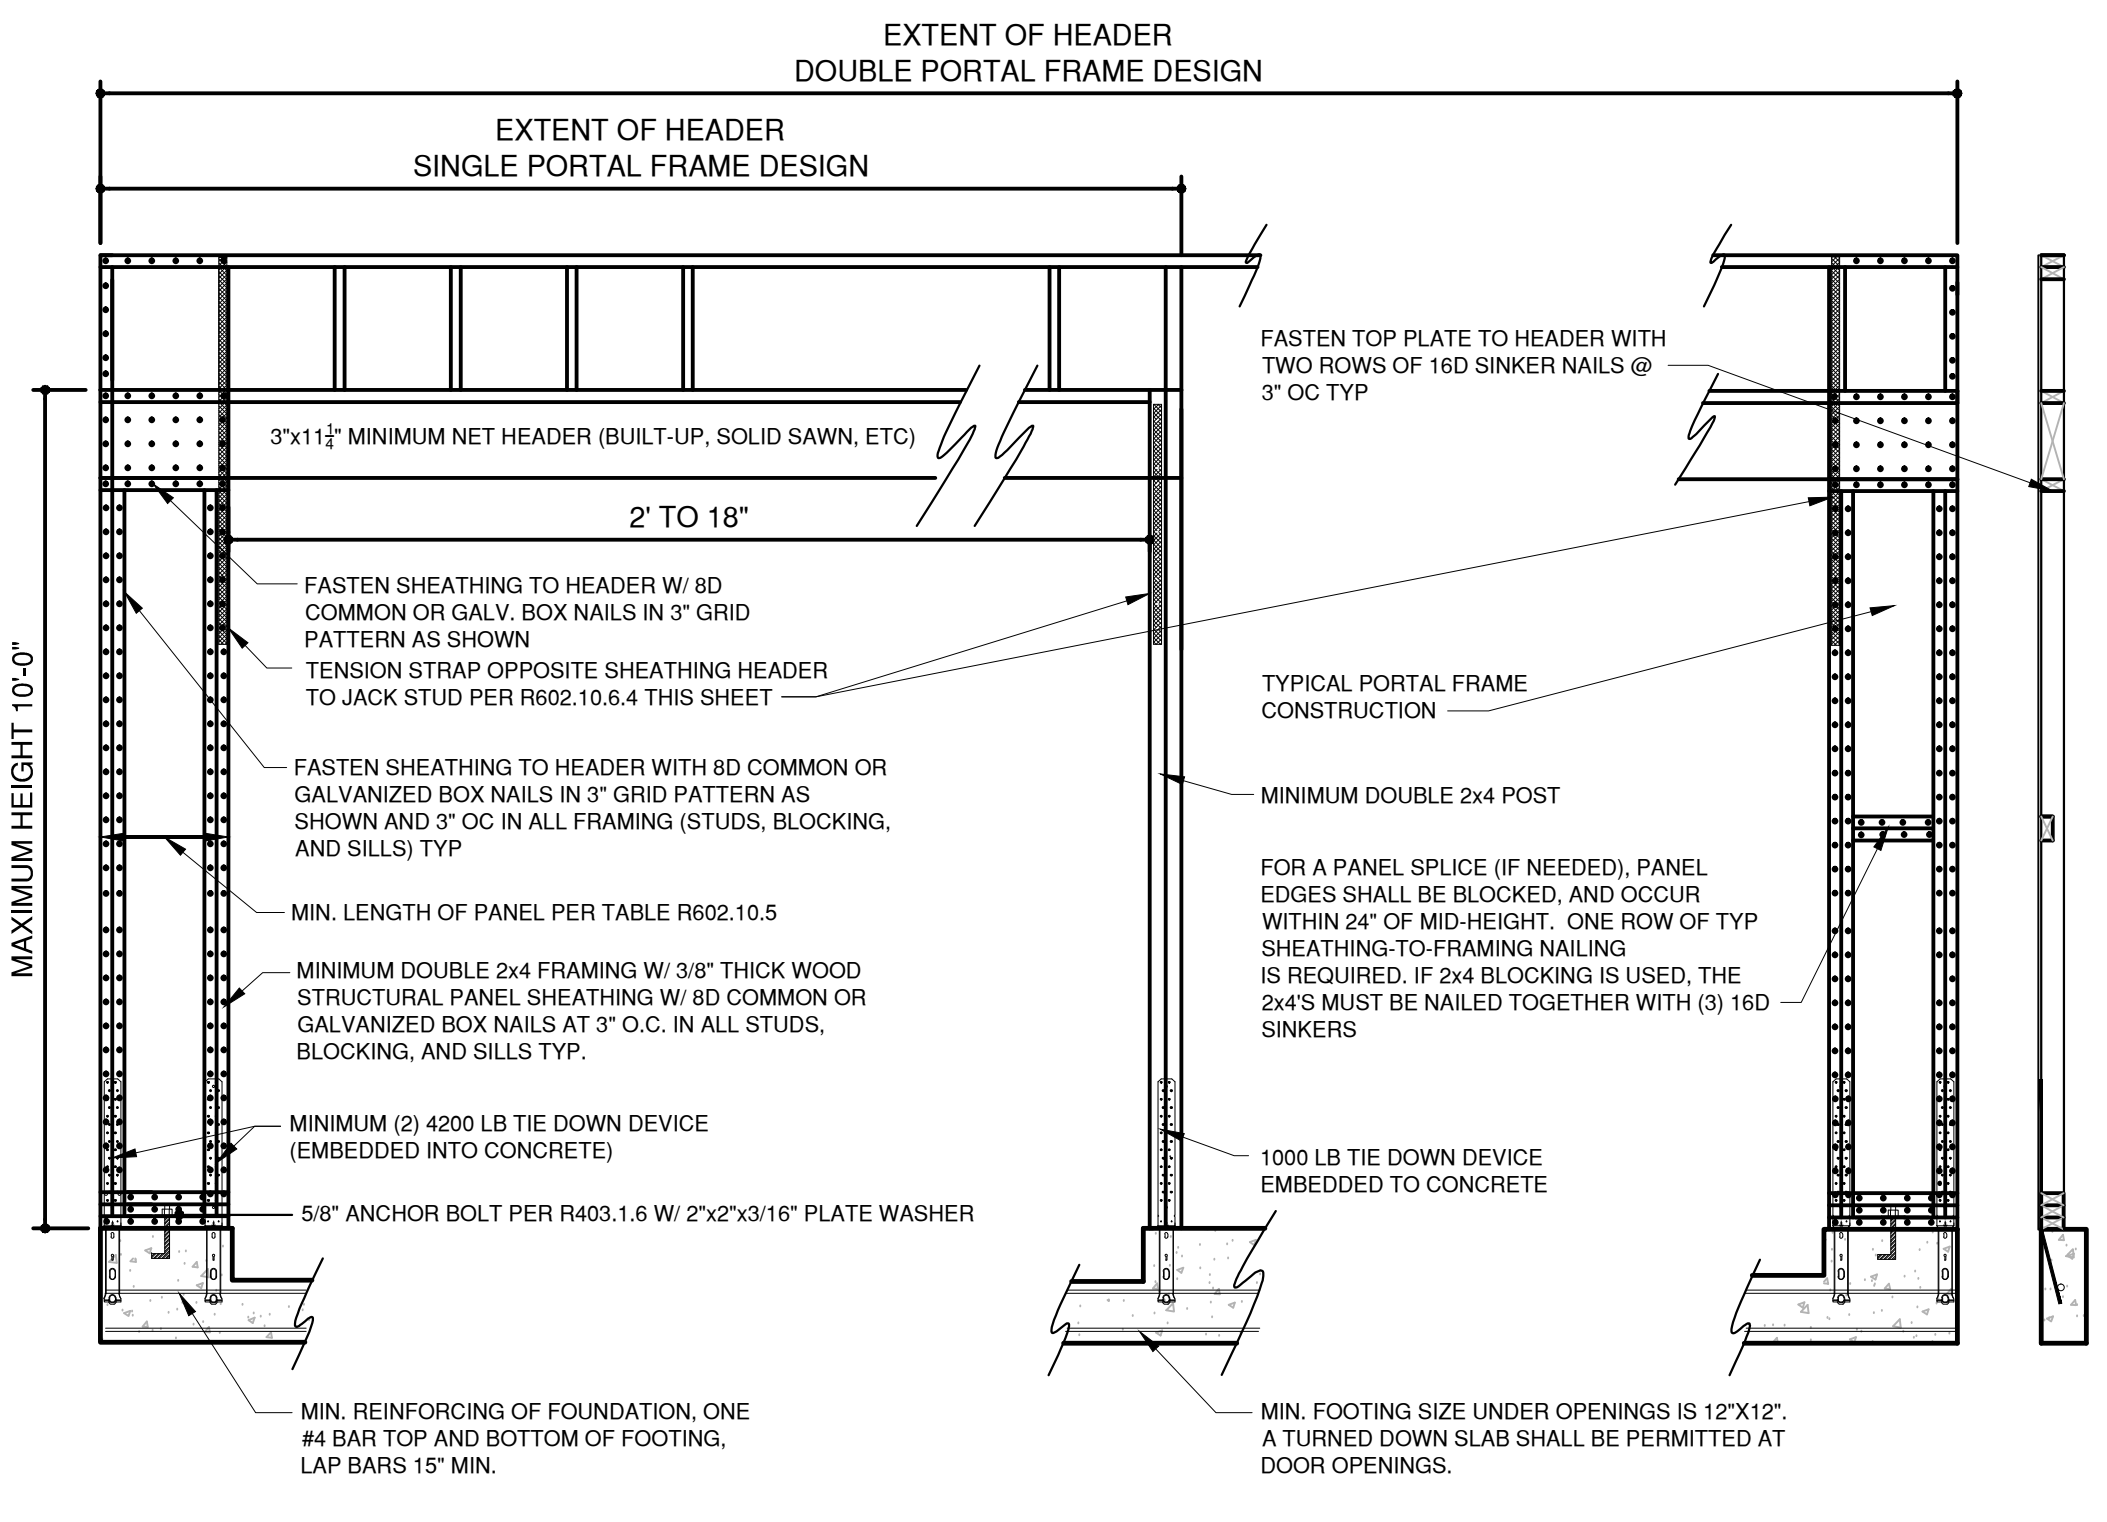 EXTENT OF HEADER
DOUBLE PORTAL FRAME DESIGN
EXTENT OF HEADER
SINGLE PORTAL FRAME DESIGN
FASTEN TOP PLATE TO HEADER WITH
TWO ROWS OF 16D SINKER NAILS @
3" OC TYP
3"x11 1/4" MINIMUM NET HEADER (BUILT-UP, SOLID SAWN, ETC)
2' TO 18"
FASTEN SHEATHING TO HEADER W/ 8D
COMMON OR GALV. BOX NAILS IN 3" GRID
PATTERN AS SHOWN
TENSION STRAP OPPOSITE SHEATHING HEADER
TO JACK STUD PER R602.10.6.4 THIS SHEET
MAXIMUM HEIGHT 10'-0"
FASTEN SHEATHING TO HEADER WITH 8D COMMON OR
GALVANIZED BOX NAILS IN 3" GRID PATTERN AS
SHOWN AND 3" OC IN ALL FRAMING (STUDS, BLOCKING,
AND SILLS) TYP
MIN. LENGTH OF PANEL PER TABLE R602.10.5
MINIMUM DOUBLE 2x4 FRAMING W/ 3/8" THICK WOOD
STRUCTURAL PANEL SHEATHING W/ 8D COMMON OR
GALVANIZED BOX NAILS AT 3" O.C. IN ALL STUDS,
BLOCKING, AND SILLS TYP.
MINIMUM (2) 4200 LB TIE DOWN DEVICE
(EMBEDDED INTO CONCRETE)
5/8" ANCHOR BOLT PER R403.1.6 W/ 2"x2"x3/16" PLATE WASHER
MIN. REINFORCING OF FOUNDATION, ONE
#4 BAR TOP AND BOTTOM OF FOOTING,
LAP BARS 15" MIN.
TYPICAL PORTAL FRAME
CONSTRUCTION
MINIMUM DOUBLE 2x4 POST
FOR A PANEL SPLICE (IF NEEDED), PANEL
EDGES SHALL BE BLOCKED, AND OCCUR
WITHIN 24" OF MID-HEIGHT. ONE ROW OF TYP
SHEATHING-TO-FRAMING NAILING
IS REQUIRED. IF 2x4 BLOCKING IS USED, THE
2x4'S MUST BE NAILED TOGETHER WITH (3) 16D
SINKERS
1000 LB TIE DOWN DEVICE
EMBEDDED TO CONCRETE
MIN. FOOTING SIZE UNDER OPENINGS IS 12"X12".
A TURNED DOWN SLAB SHALL BE PERMITTED AT
DOOR OPENINGS.